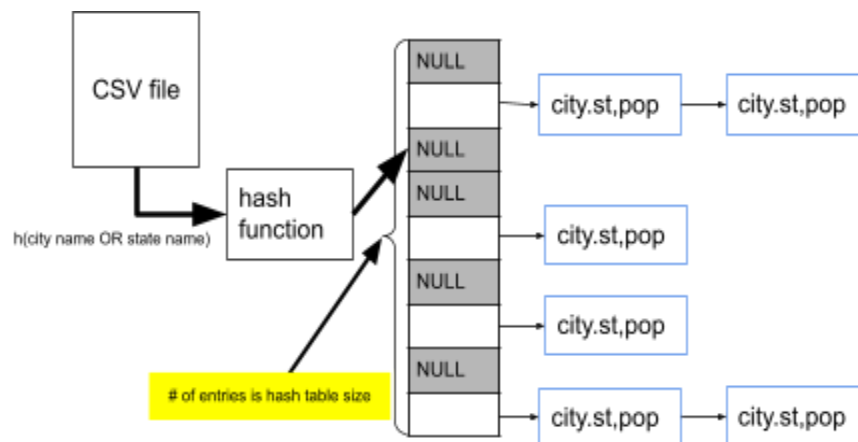 CSV file
h(city name OR state name)
hash
function
# of entries is hash table size
NULL
city.st,pop
city.st,pop
NULL
NULL
city.st,pop
NULL
city.st,pop
NULL
city.st,pop
city.st,pop